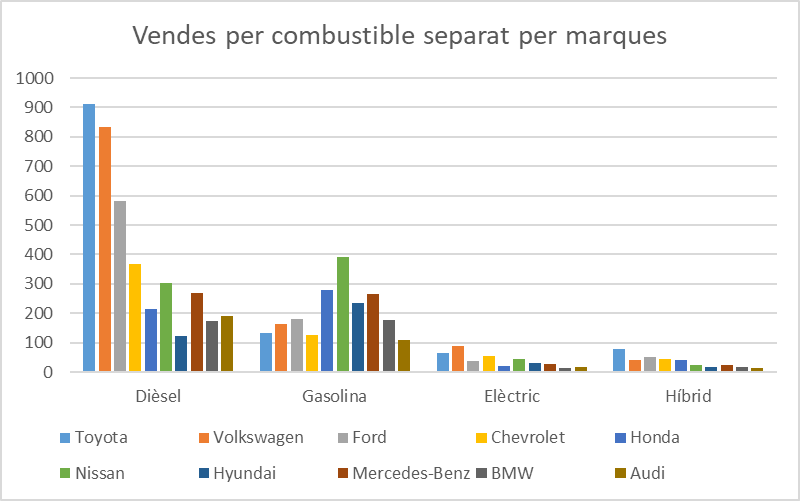 Vendes per combustible separat per marques
1000
900
800
700
600
500
400
300
200
100
0
Dièsel Gasolina Elèctric Híbrid
Toyota Volkswagen Ford Chevrolet Honda
Nissan Hyundai Mercedes-Benz BMW Audi